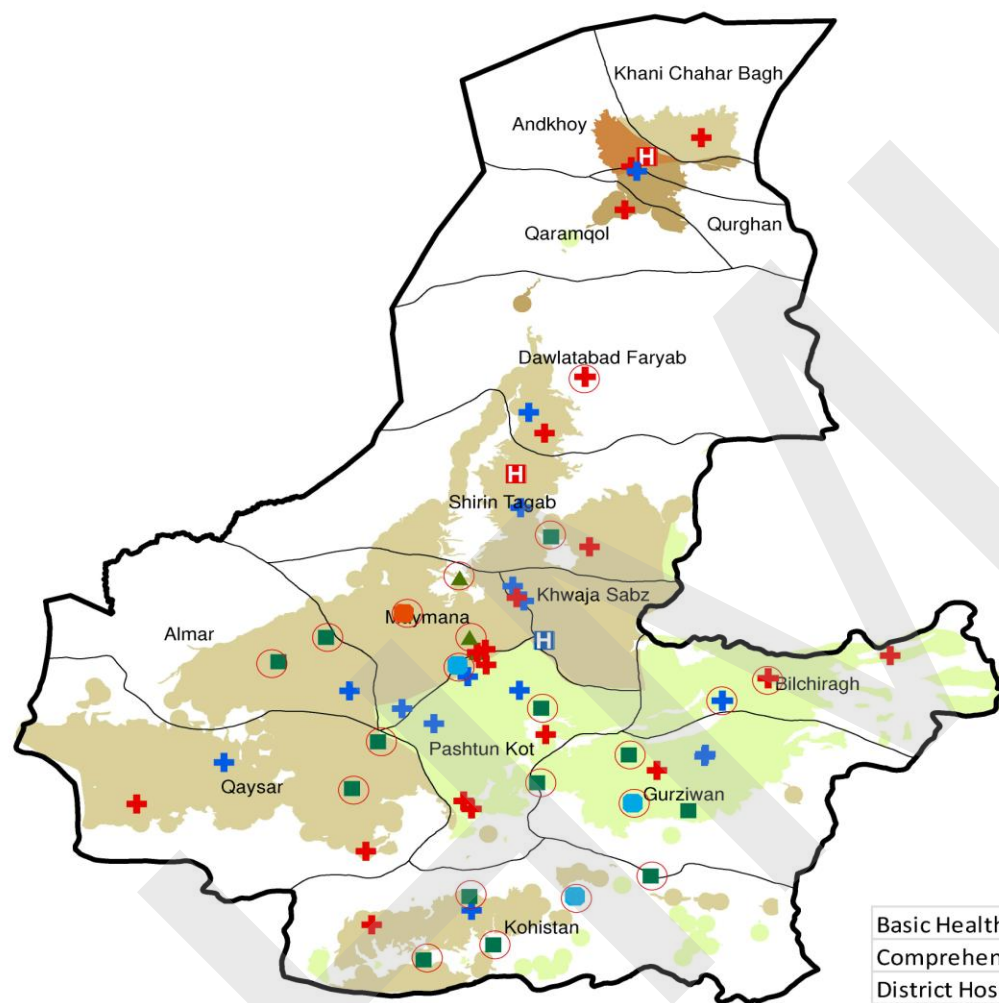 Khani Chahar Bagh
Andkhoy
H
Qurghan
Qaramqol
Dawlatabad Faryab
H
Shirin Tagab
Khwaja Sabz
Maymana
Almar
H
Bilchiragh
Pashtun Kot
Qaysar
Gurziwan
Kohistan
Basic Health
Comprehen
District Hos